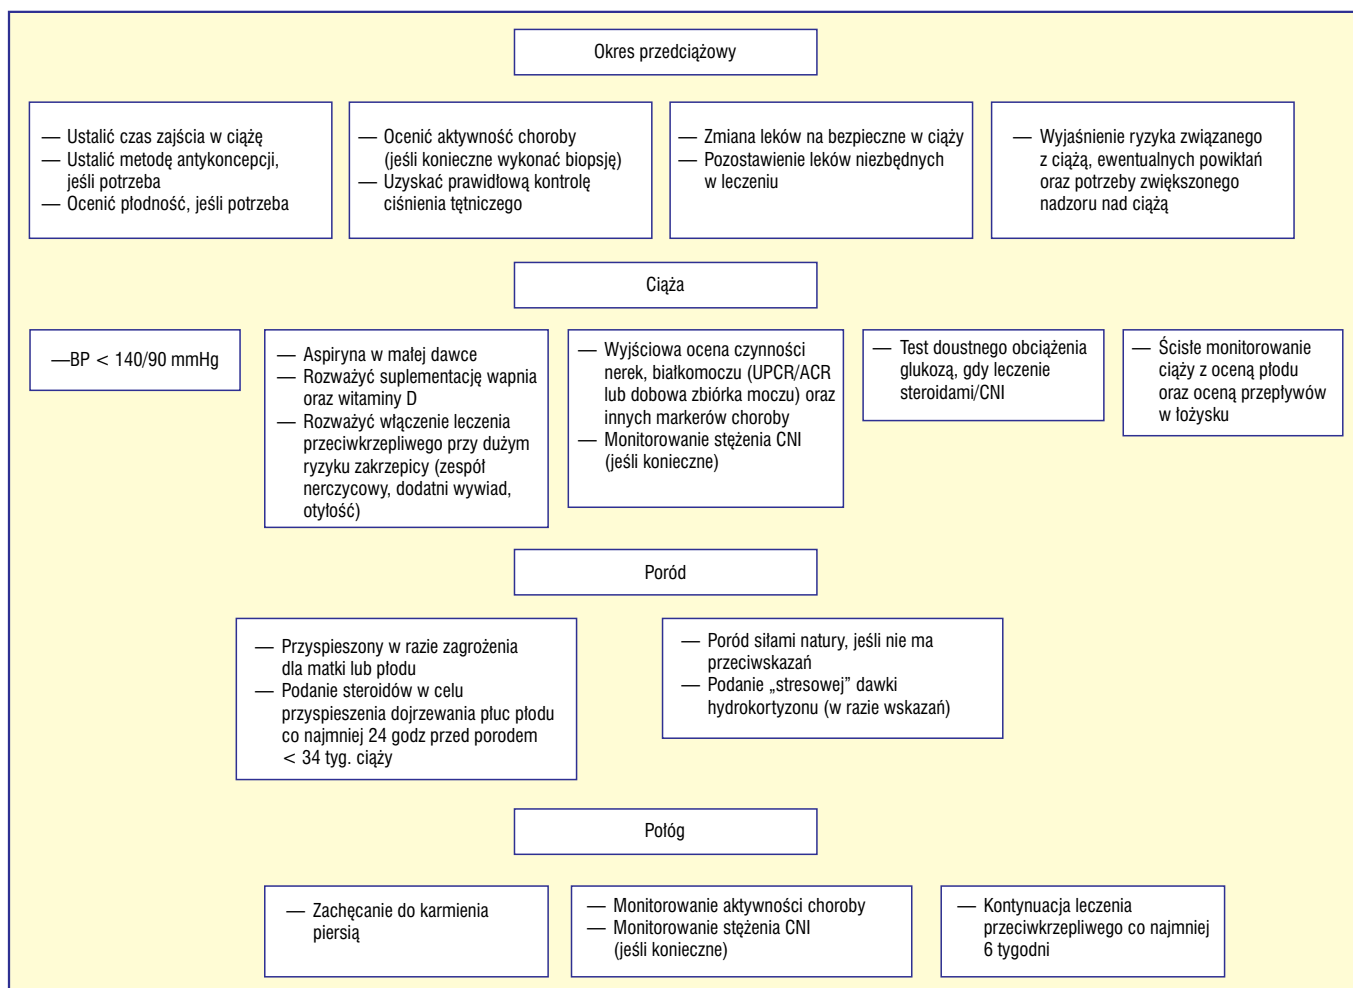 Okres przedciążowy
— Ustalić czas zajścia w ciążę
— Ustalić metodę antykoncepcji,
jeśli potrzeba
— Ocenić płodność, jeśli potrzeba
— Ocenić aktywność choroby
(jeśli konieczne wykonać biopsję)
— Uzyskać prawidłową kontrolę
ciśnienia tętniczego
— Zmiana leków na bezpieczne w ciąży
— Pozostawienie leków niezbędnych
w leczeniu
— Wyjaśnienie ryzyka związanego
z ciążą, ewentualnych powikłań
oraz potrzeby zwiększonego
nadzoru nad ciążą
Ciąża
—BP < 140/90 mmHg
— Aspiryna w małej dawce
— Rozważyć suplementację wapnia
oraz witaminy D
— Rozważyć włączenie leczenia
przeciwkrzepliwego przy dużym
ryzyku zakrzepicy (zespół
nerczycowy, dodatni wywiad,
otyłość)
— Wyjściowa ocena czynności
nerek, białkomoczu (UPCR/ACR
lub dobowa zbiórka moczu) oraz
innych markerów choroby
— Monitorowanie stężenia CNI
(jeśli konieczne)
— Test doustnego obciążenia
glukozą, gdy leczenie
steroidami/CNI
— Ścisłe monitorowanie
ciąży z oceną płodu
oraz oceną przepływów
w łożysku
Poród
— Przyspieszony w razie zagrożenia
dla matki lub płodu
— Podanie steroidów w celu
przyspieszenia dojrzewania płuc płodu
co najmniej 24 godz przed porodem
< 34 tyg. ciąży
— Poród siłami natury, jeśli nie ma
przeciwskazań
— Podanie „stresowej” dawki
hydrokortyzonu (w razie wskazań)
Połóg
— Zachęcanie do karmienia
piersią
— Monitorowanie aktywności choroby
— Monitorowanie stężenia CNI
(jeśli konieczne)
— Kontynuacja leczenia
przeciwkrzepliwego co najmniej
6 tygodni